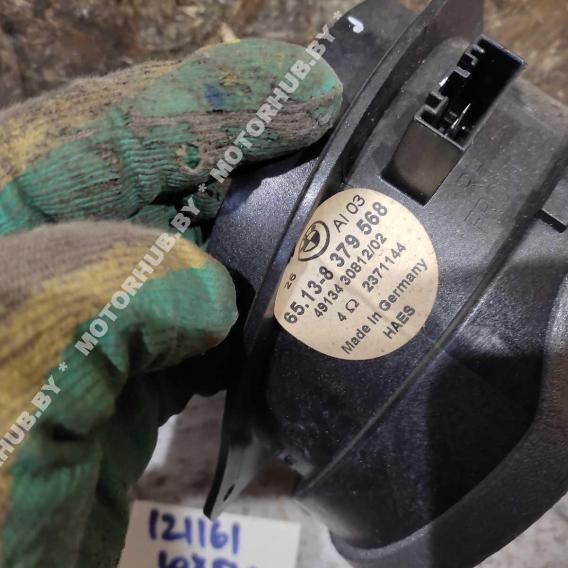 MOTORHUB.BY * MOTORHUB.BY * MOTORHUB.BY
26 AI 03
65.13-8 379 568
49134 30812/02
4 Ω 2371144
Made in Germany
HAES
121161